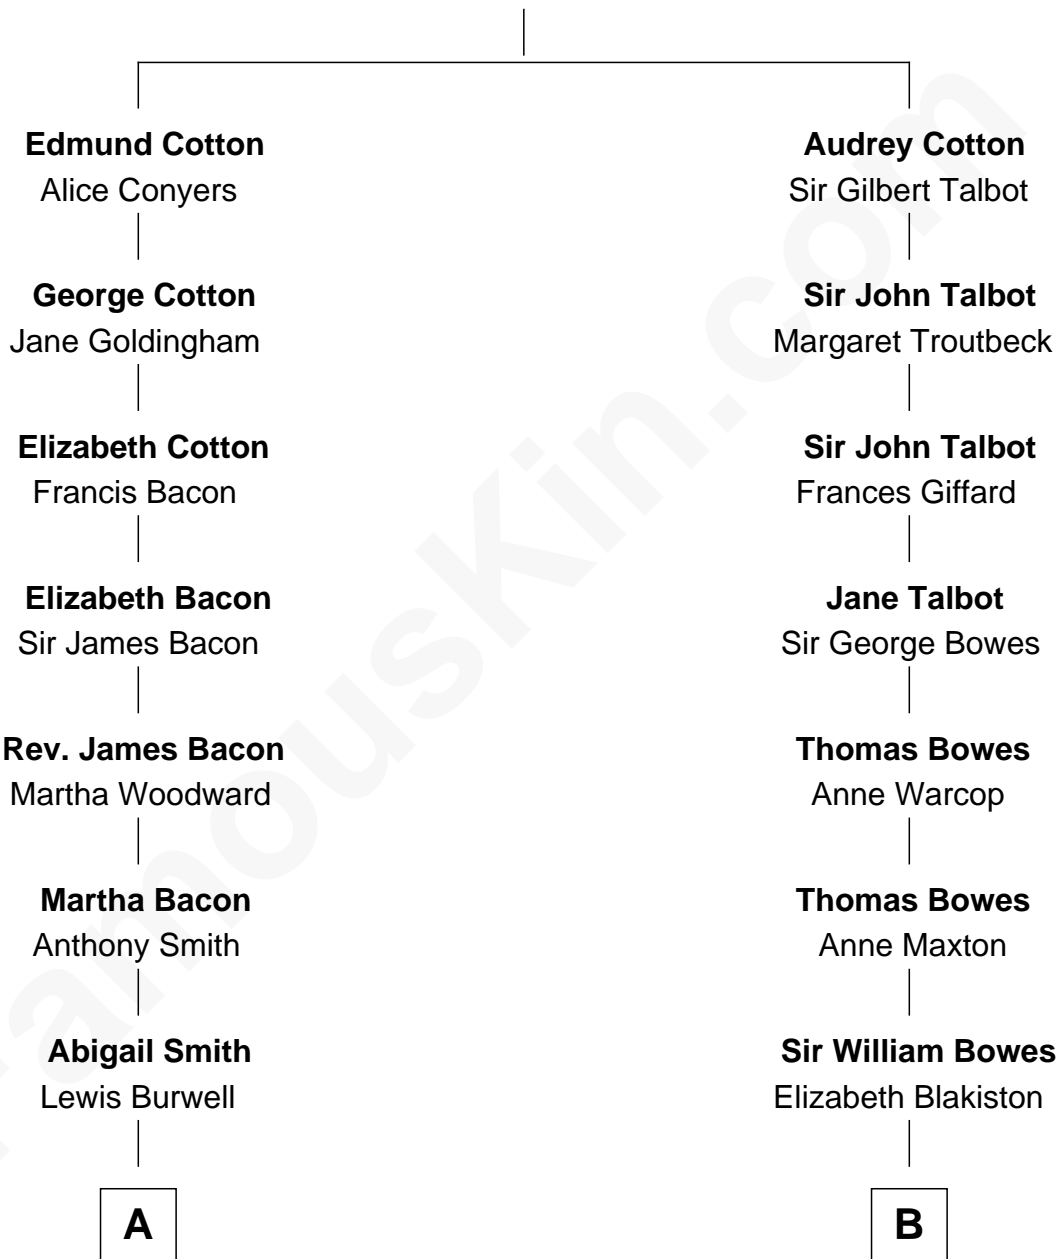 Edmund Cotton
Alice Conyers
George Cotton
Jane Goldingham
Elizabeth Cotton
Francis Bacon
Elizabeth Bacon
Sir James Bacon
Rev. James Bacon
Martha Woodward
Martha Bacon
Anthony Smith
Abigail Smith
Lewis Burwell
A
Audrey Cotton
Sir Gilbert Talbot
Sir John Talbot
Margaret Troutbeck
Sir John Talbot
Frances Giffard
Jane Talbot
Sir George Bowes
Thomas Bowes
Anne Warcop
Thomas Bowes
Anne Maxton
Sir William Bowes
Elizabeth Blakiston
B
FamousKin.com